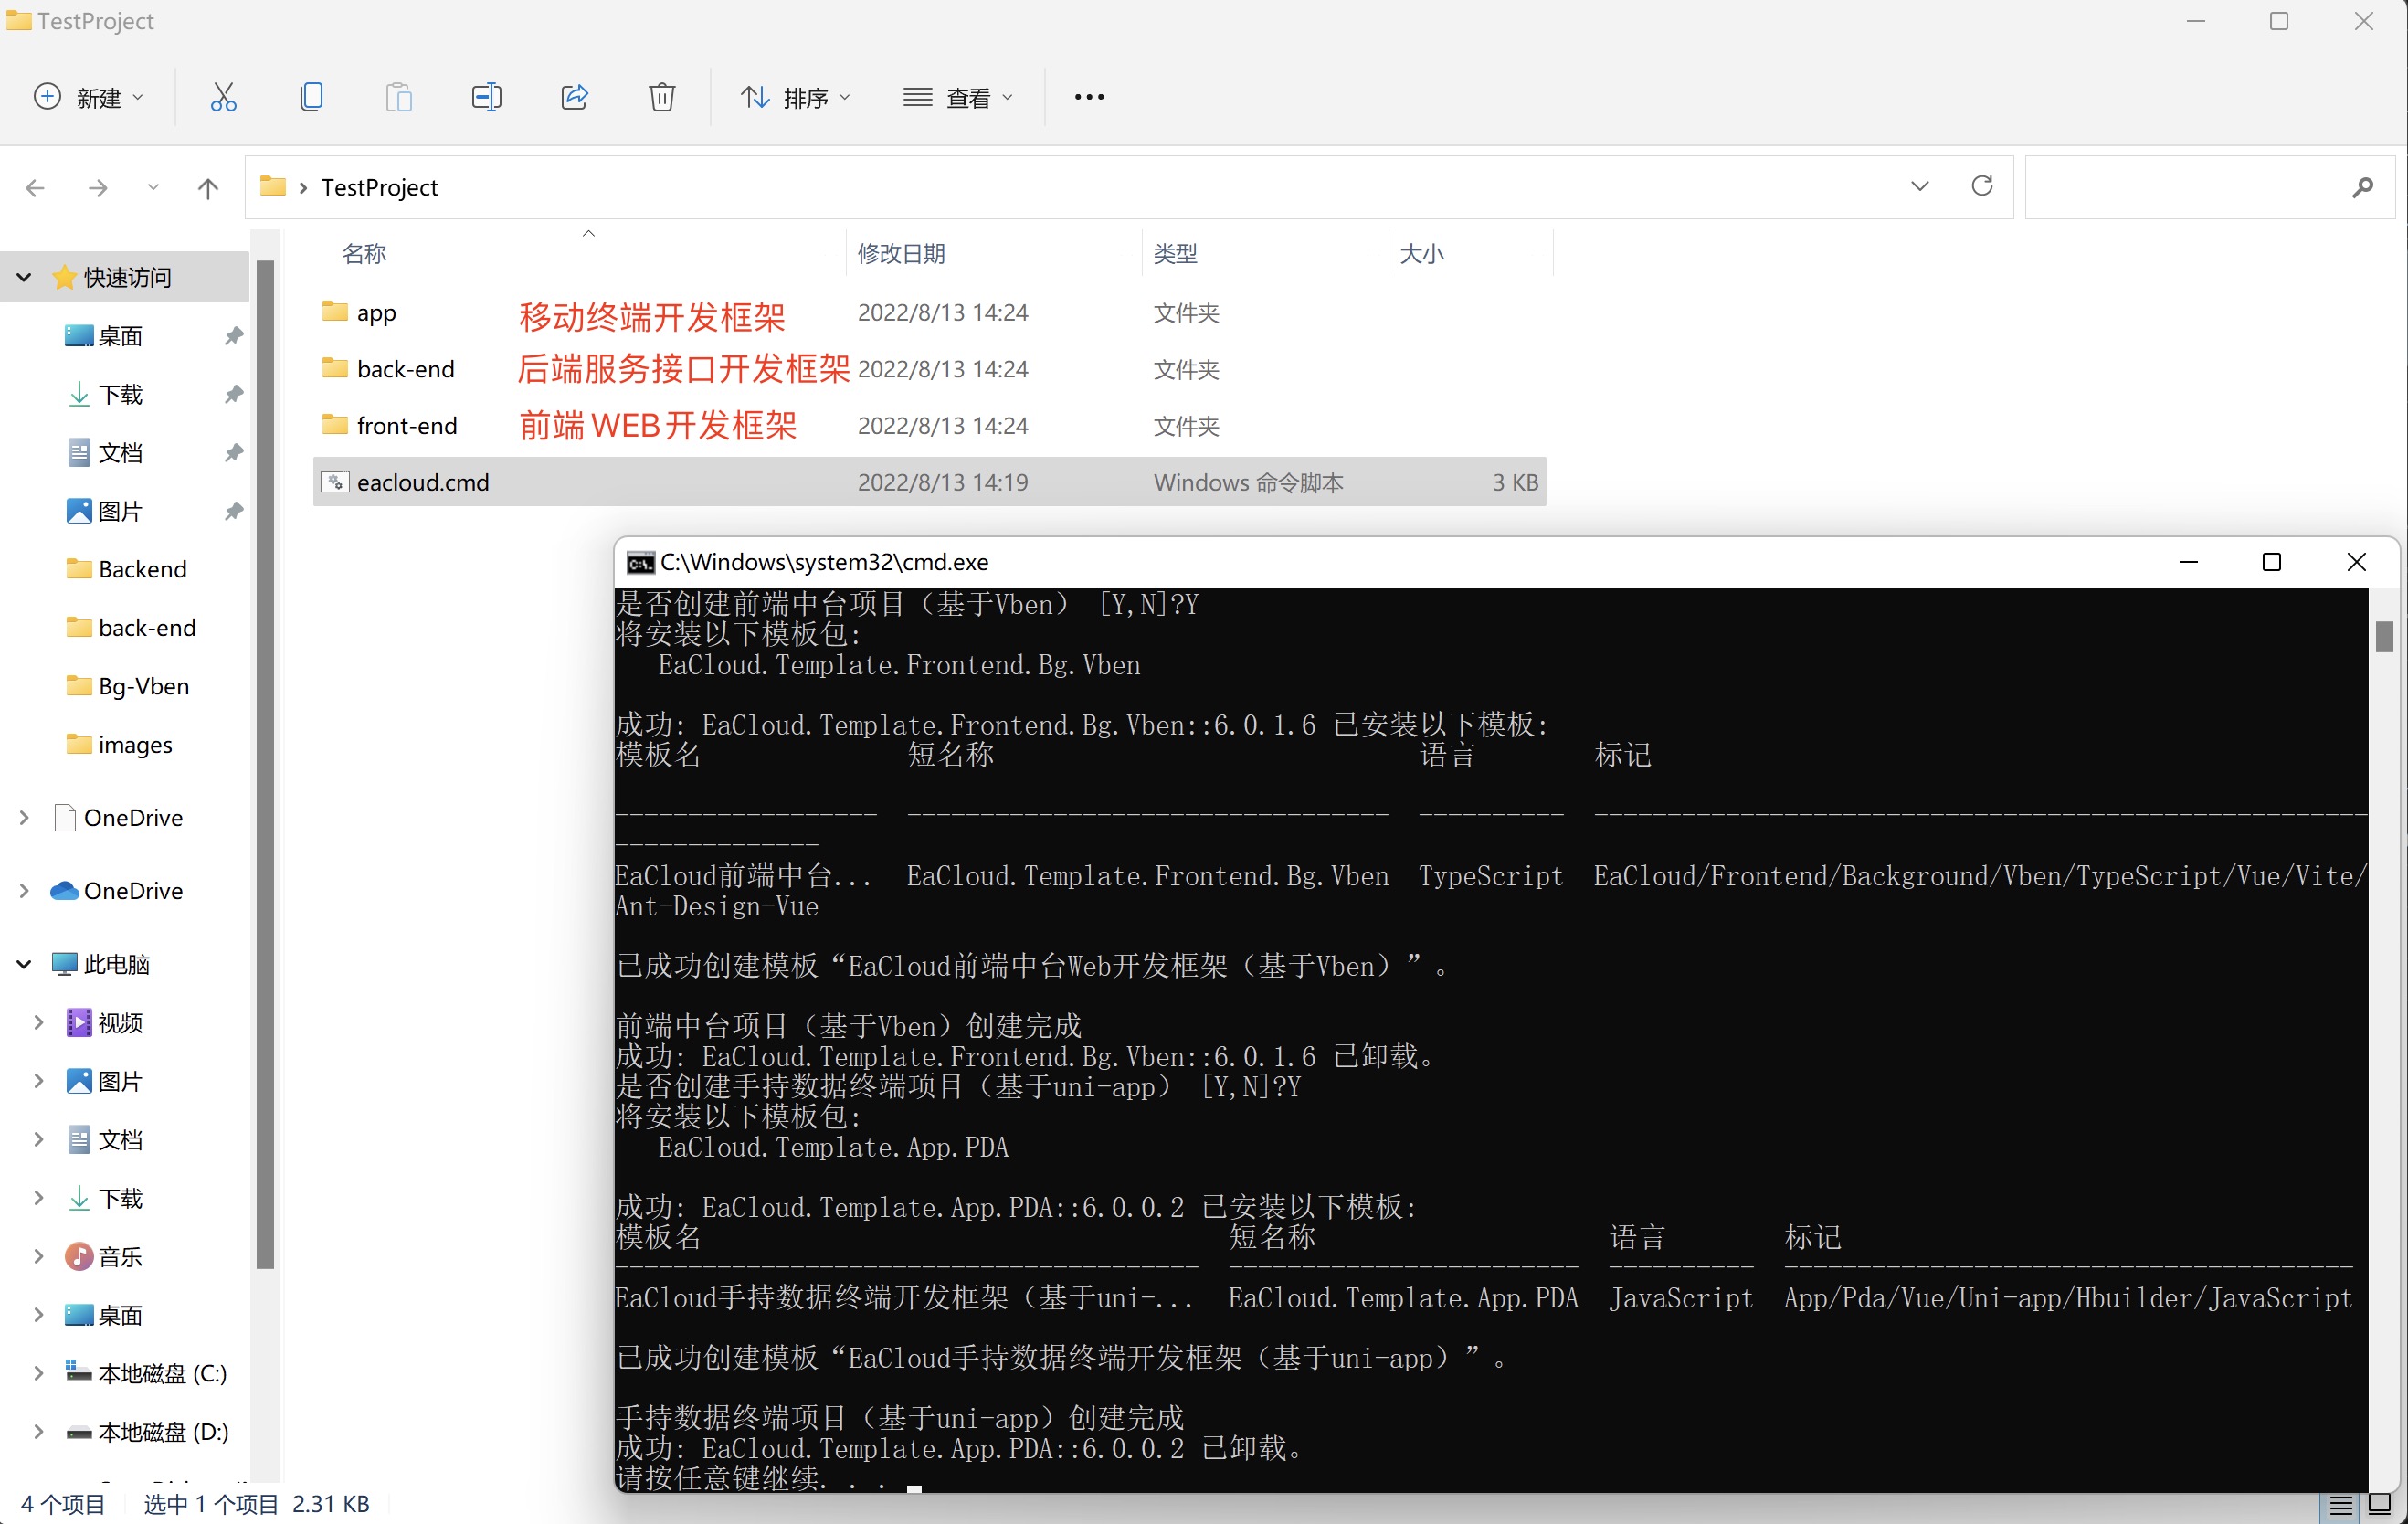 TestProject
新建
排序
查看
TestProject
名称
修改日期
类型
大小
快速访问
桌面
下载
文档
图片
Backend
back-end
Bg-Vben
images
OneDrive
OneDrive
此电脑
视频
图片
文档
下载
音乐
桌面
本地磁盘 (C:)
本地磁盘 (D:)
app 移动终端开发框架 2022/8/13 14:24 文件夹
back-end 后端服务接口开发框架 2022/8/13 14:24 文件夹
front-end 前端WEB开发框架 2022/8/13 14:24 文件夹
eacloud.cmd 2022/8/13 14:19 Windows 命令脚本 3 KB
C:\Windows\system32\cmd.exe
是否创建前端中台项目（基于Vben） [Y,N]?Y
将安装以下模板包:
EaCloud.Template.Frontend.Bg.Vben
成功: EaCloud.Template.Frontend.Bg.Vben::6.0.1.6 已安装以下模板:
模板名 短名称 语言 标记
------------------ --------------------------------- ---------- -----------------------------------------------------
--------------
EaCloud前端中台... EaCloud.Template.Frontend.Bg.Vben TypeScript EaCloud/Frontend/Background/Vben/TypeScript/Vue/Vite/
Ant-Design-Vue
已成功创建模板“EaCloud前端中台Web开发框架（基于Vben）”。
前端中台项目（基于Vben）创建完成
成功: EaCloud.Template.Frontend.Bg.Vben::6.0.1.6 已卸载。
是否创建手持数据终端项目（基于uni-app） [Y,N]?Y
将安装以下模板包:
EaCloud.Template.App.PDA
成功: EaCloud.Template.App.PDA::6.0.0.2 已安装以下模板:
模板名 短名称 语言 标记
---------------------------------------- ------------------------ ---------- ---------------------------------------
EaCloud手持数据终端开发框架（基于uni-... EaCloud.Template.App.PDA JavaScript App/Pda/Vue/Uni-app/Hbuilder/JavaScript
已成功创建模板“EaCloud手持数据终端开发框架（基于uni-app）”。
手持数据终端项目（基于uni-app）创建完成
成功: EaCloud.Template.App.PDA::6.0.0.2 已卸载。
请按任意键继续. . .
4 个项目 选中 1 个项目 2.31 KB